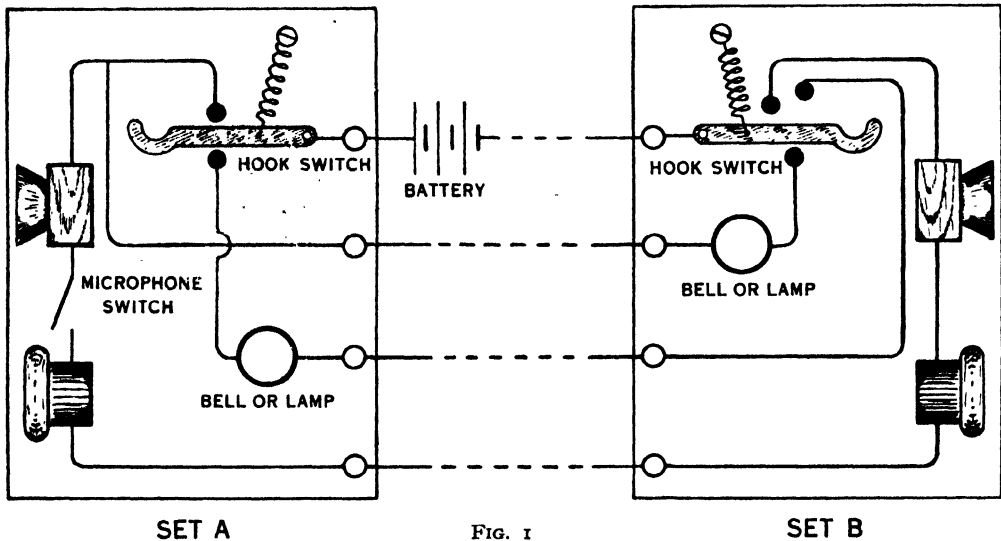 HOOK SWITCH
BATTERY
HOOK SWITCH
MICROPHONE
SWITCH
BELL OR LAMP
BELL OR LAMP
SET A
FIG. I
SET B